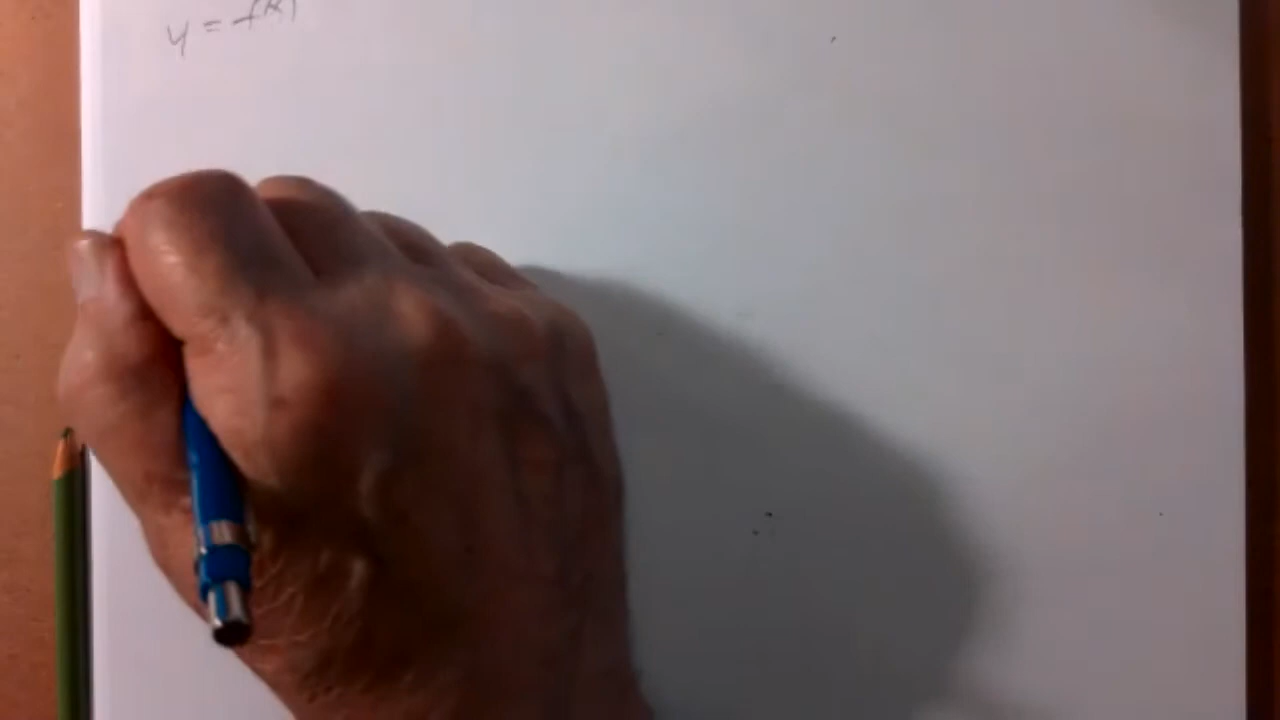 y = f(x)